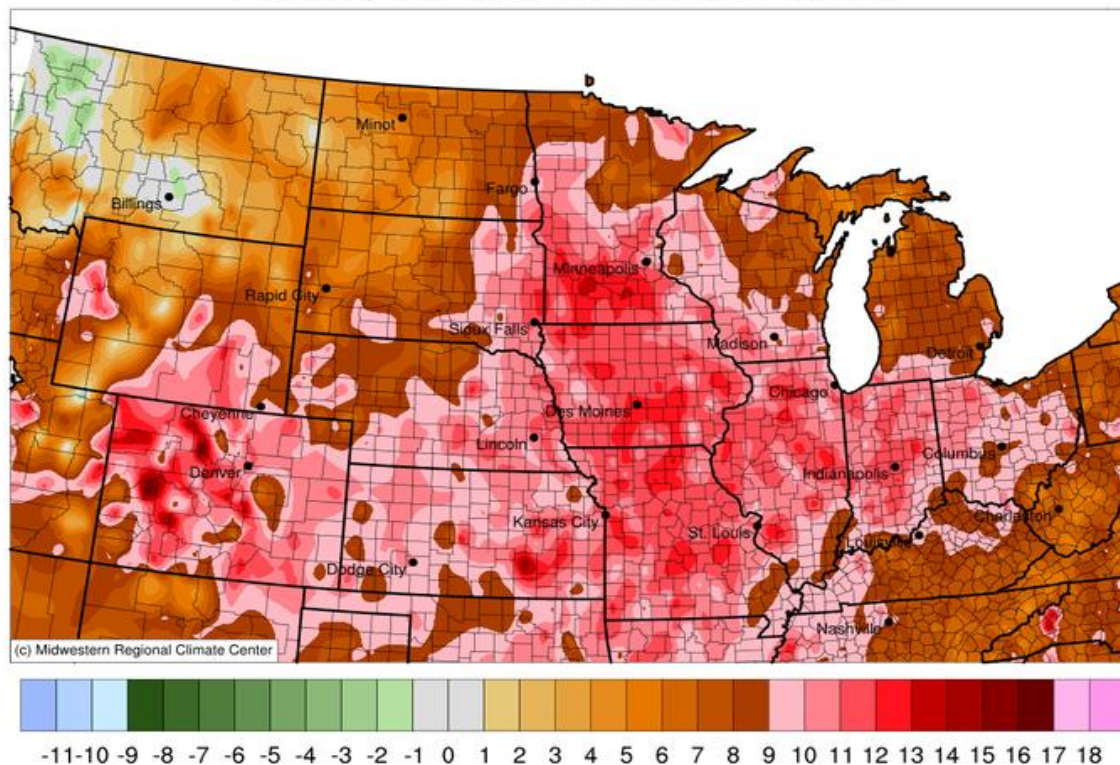 b
Minot
Fargo
Billings
Minneapolis
Rapid City
Sioux Falls
Madison
Detroit
Chicago
Cheyenne
Des Moines
Lincoln
Columbus
Denver
Indianapolis
Kansas City
Charleston
St. Louis
Louisville
Dodge City
Nashville
(c) Midwestern Regional Climate Center
-11 -10 -9 -8 -7 -6 -5 -4 -3 -2 -1 0 1 2 3 4 5 6 7 8 9 10 11 12 13 14 15 16 17 18